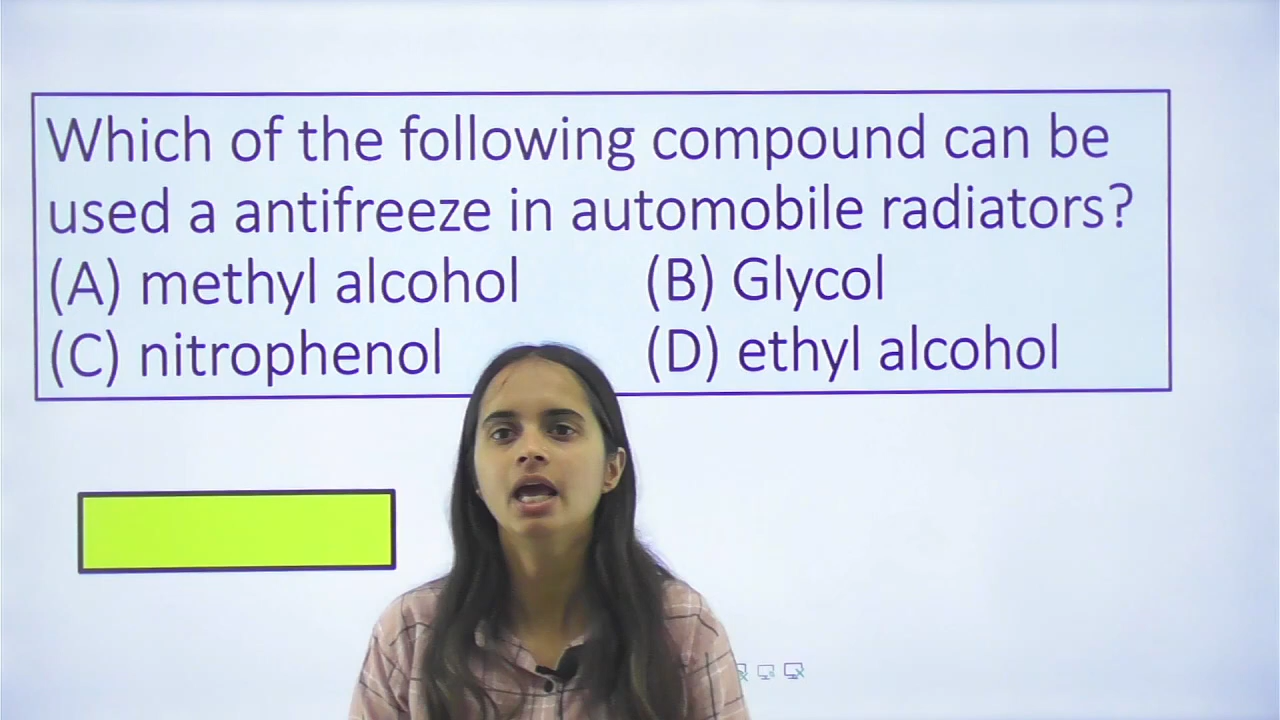 Which of the following compound can be
used a antifreeze in automobile radiators?
(A) methyl alcohol (B) Glycol
(C) nitrophenol (D) ethyl alcohol